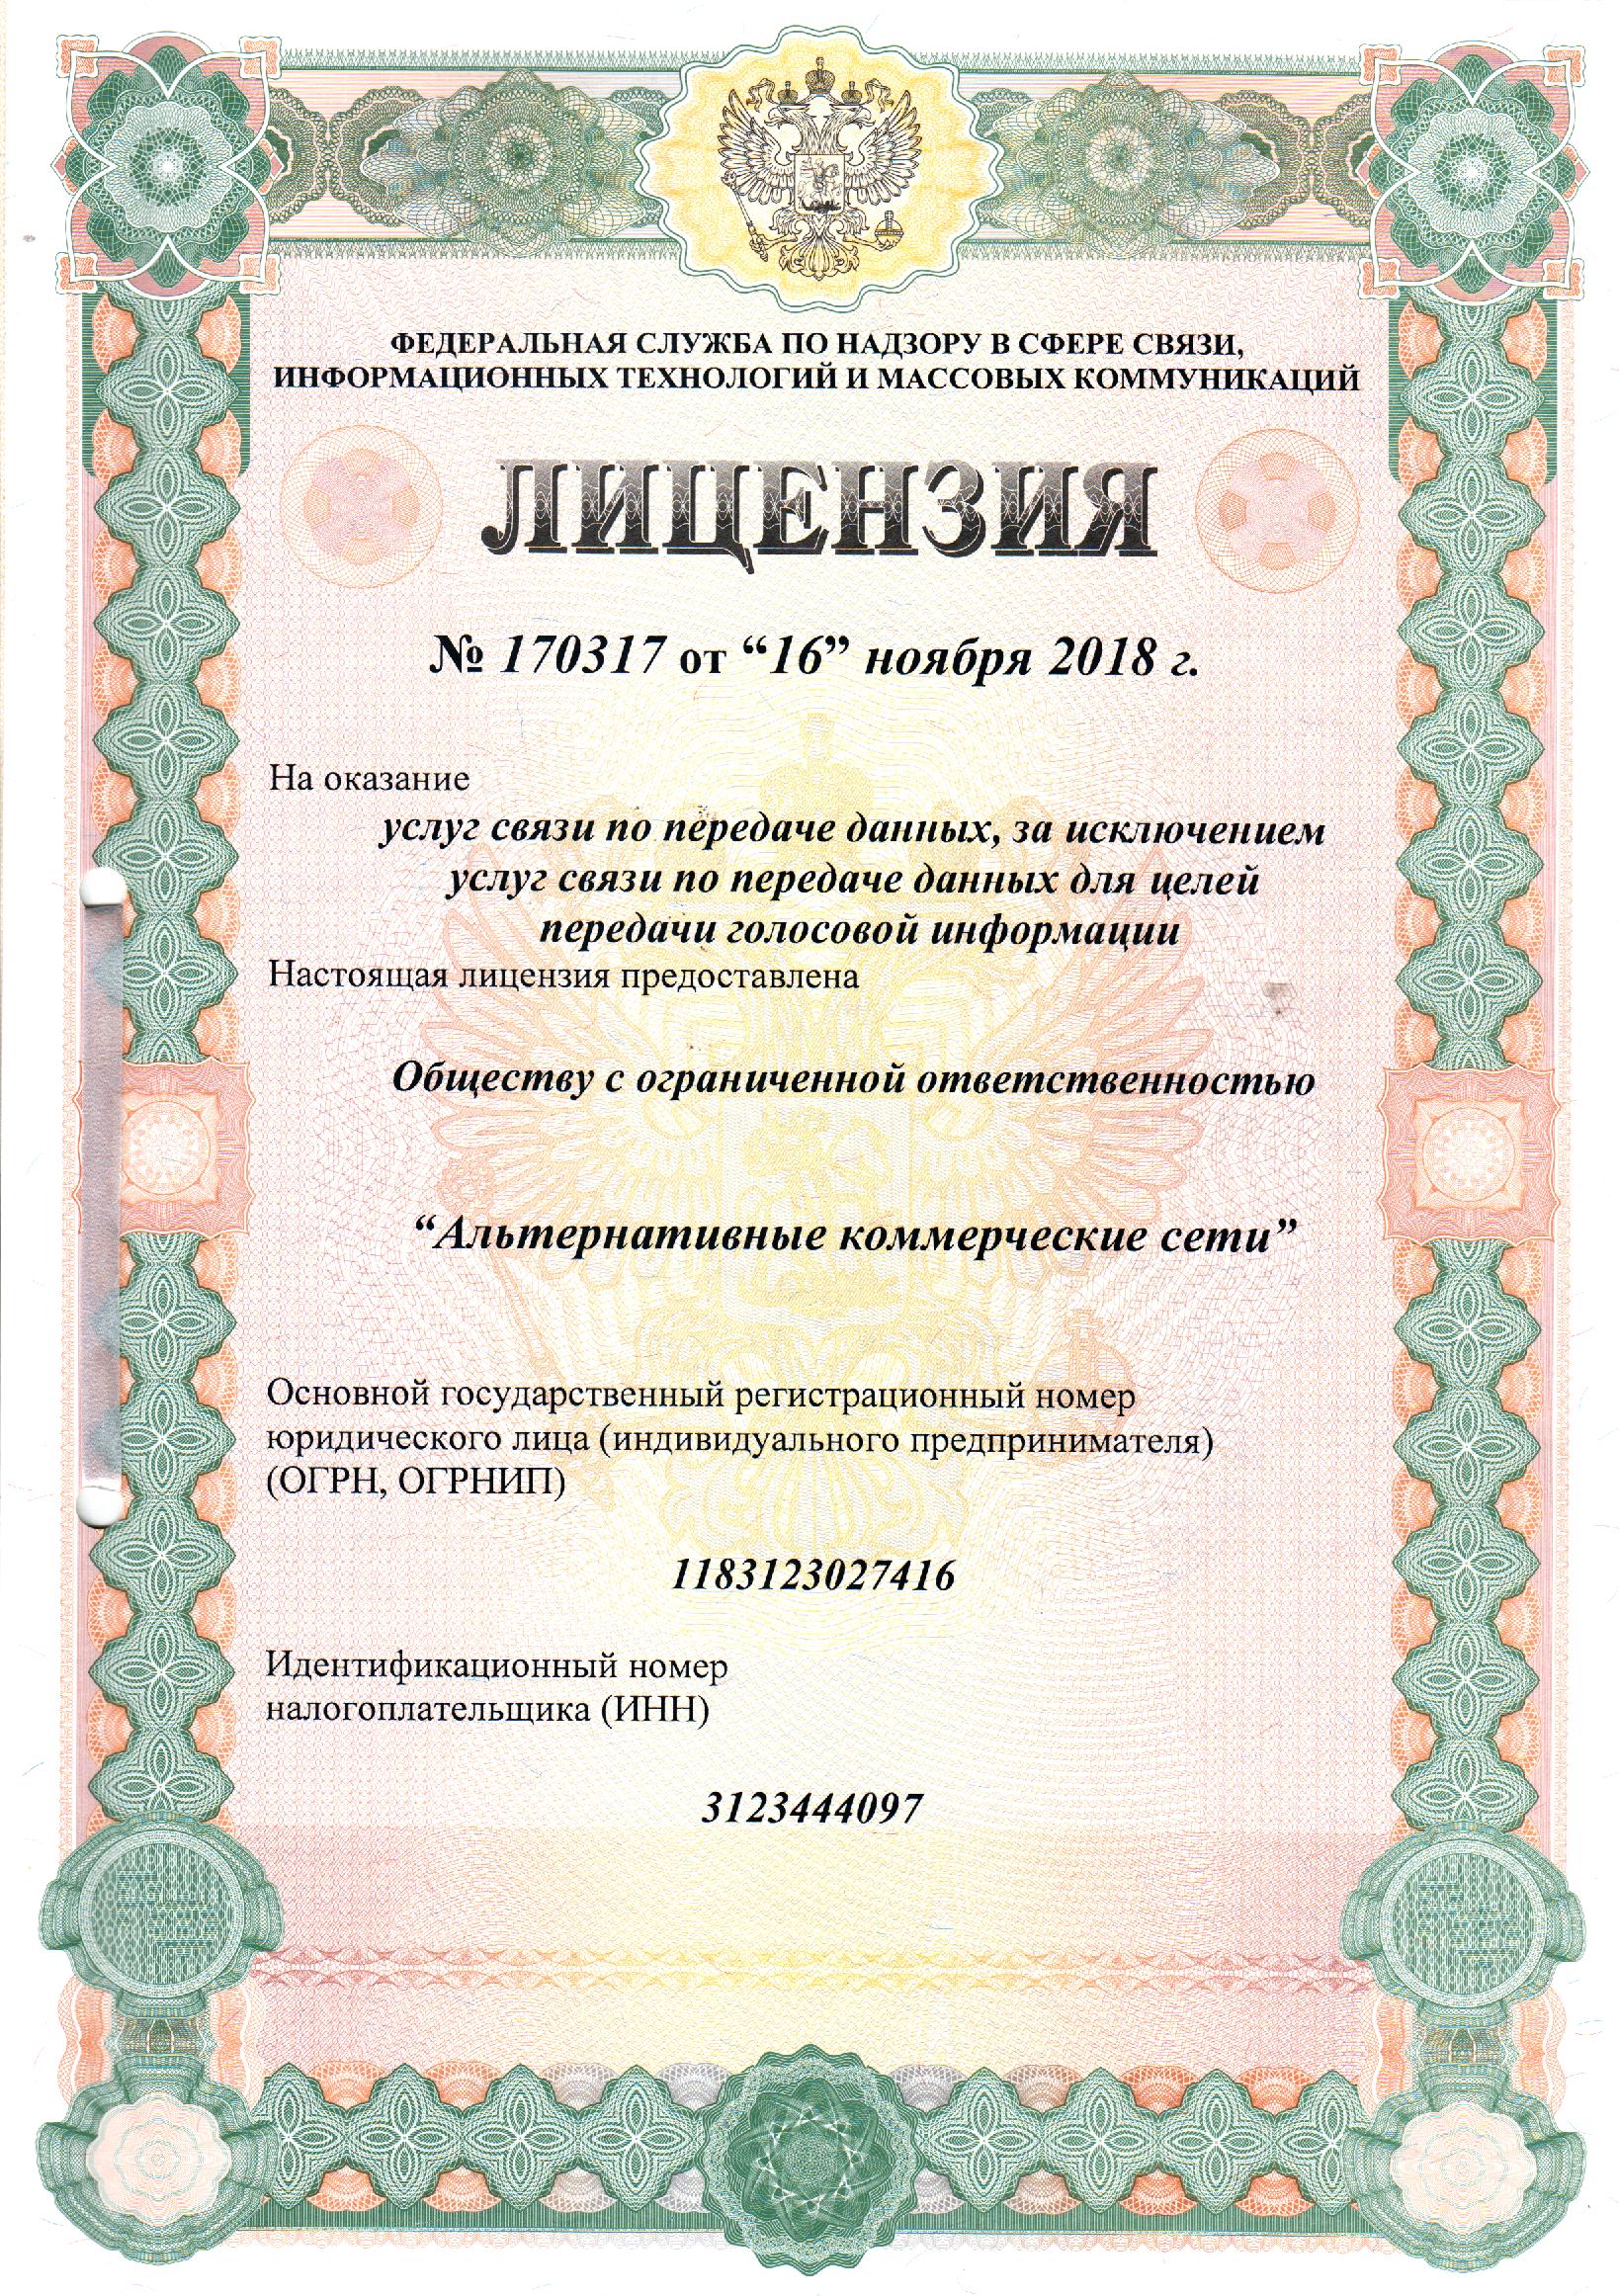 ФЕДЕРАЛЬНАЯ СЛУЖБА ПО НАДЗОРУ В СФЕРЕ СВЯЗИ,
ИНФОРМАЦИОННЫХ ТЕХНОЛОГИЙ И МАССОВЫХ КОММУНИКАЦИЙ
ЛИЦЕНЗИЯ
№ 170317 от “16” ноября 2018 г.
На оказание
услуг связи по передаче данных, за исключением
услуг связи по передаче данных для целей
передачи голосовой информации
Настоящая лицензия предоставлена
Обществу с ограниченной ответственностью
“Альтернативные коммерческие сети”
Основной государственный регистрационный номер
юридического лица (индивидуального предпринимателя)
(ОГРН, ОГРНИП)
1183123027416
Идентификационный номер
налогоплательщика (ИНН)
3123444097